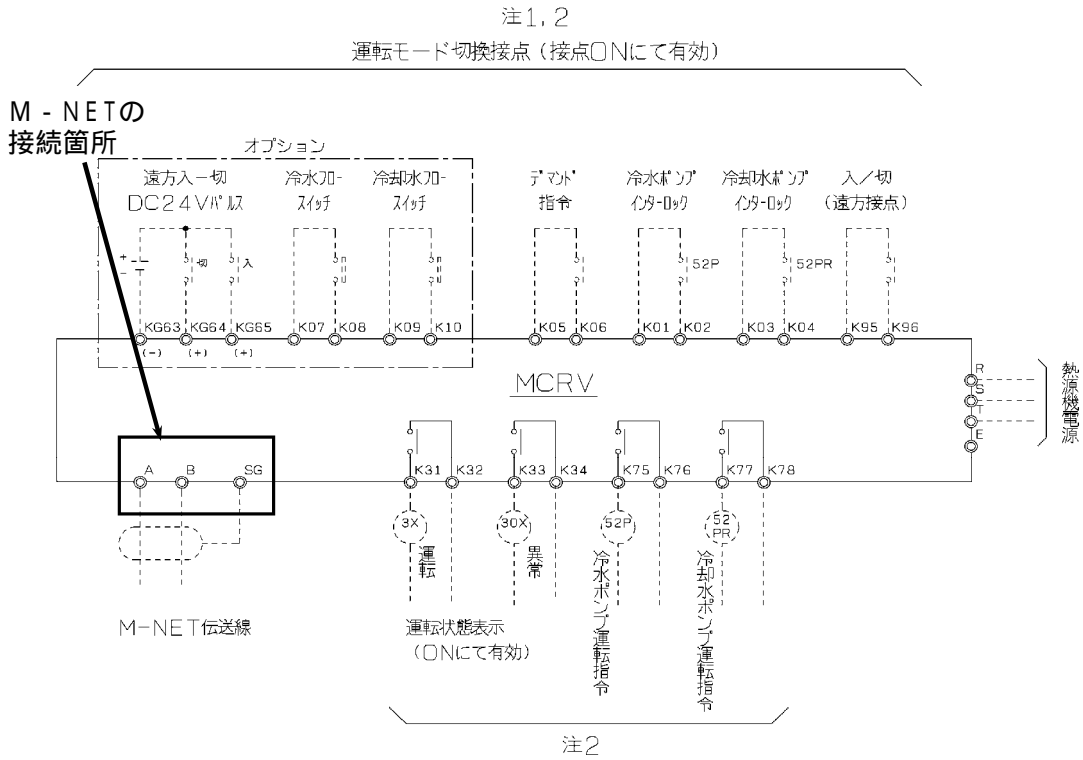 注1,2
運転モード切換接点（接点ONにて有効）
M - NETの
接続箇所
オプション
遠方入－切
DC24Vパルス
冷水フロー
スイッチ
冷却水フロー
スイッチ
デマンド
指令
冷水ポンプ
インターロック
冷却水ポンプ
インターロック
入／切
（遠方接点）
+
-
切
入
52P
52PR
KG63
KG64
KG65
K07
K08
K09
K10
K05
K06
K01
K02
K03
K04
K95
K96
(-)
(+)
(+)
MCRV
R
S
T
E
熱源機電源
A
B
SG
K31
K32
K33
K34
K75
K76
K77
K78
3X
30X
52P
52
PR
運転
異常
冷水ポンプ運転指令
冷却水ポンプ運転指令
M-NET伝送線
運転状態表示
（ONにて有効）
注2